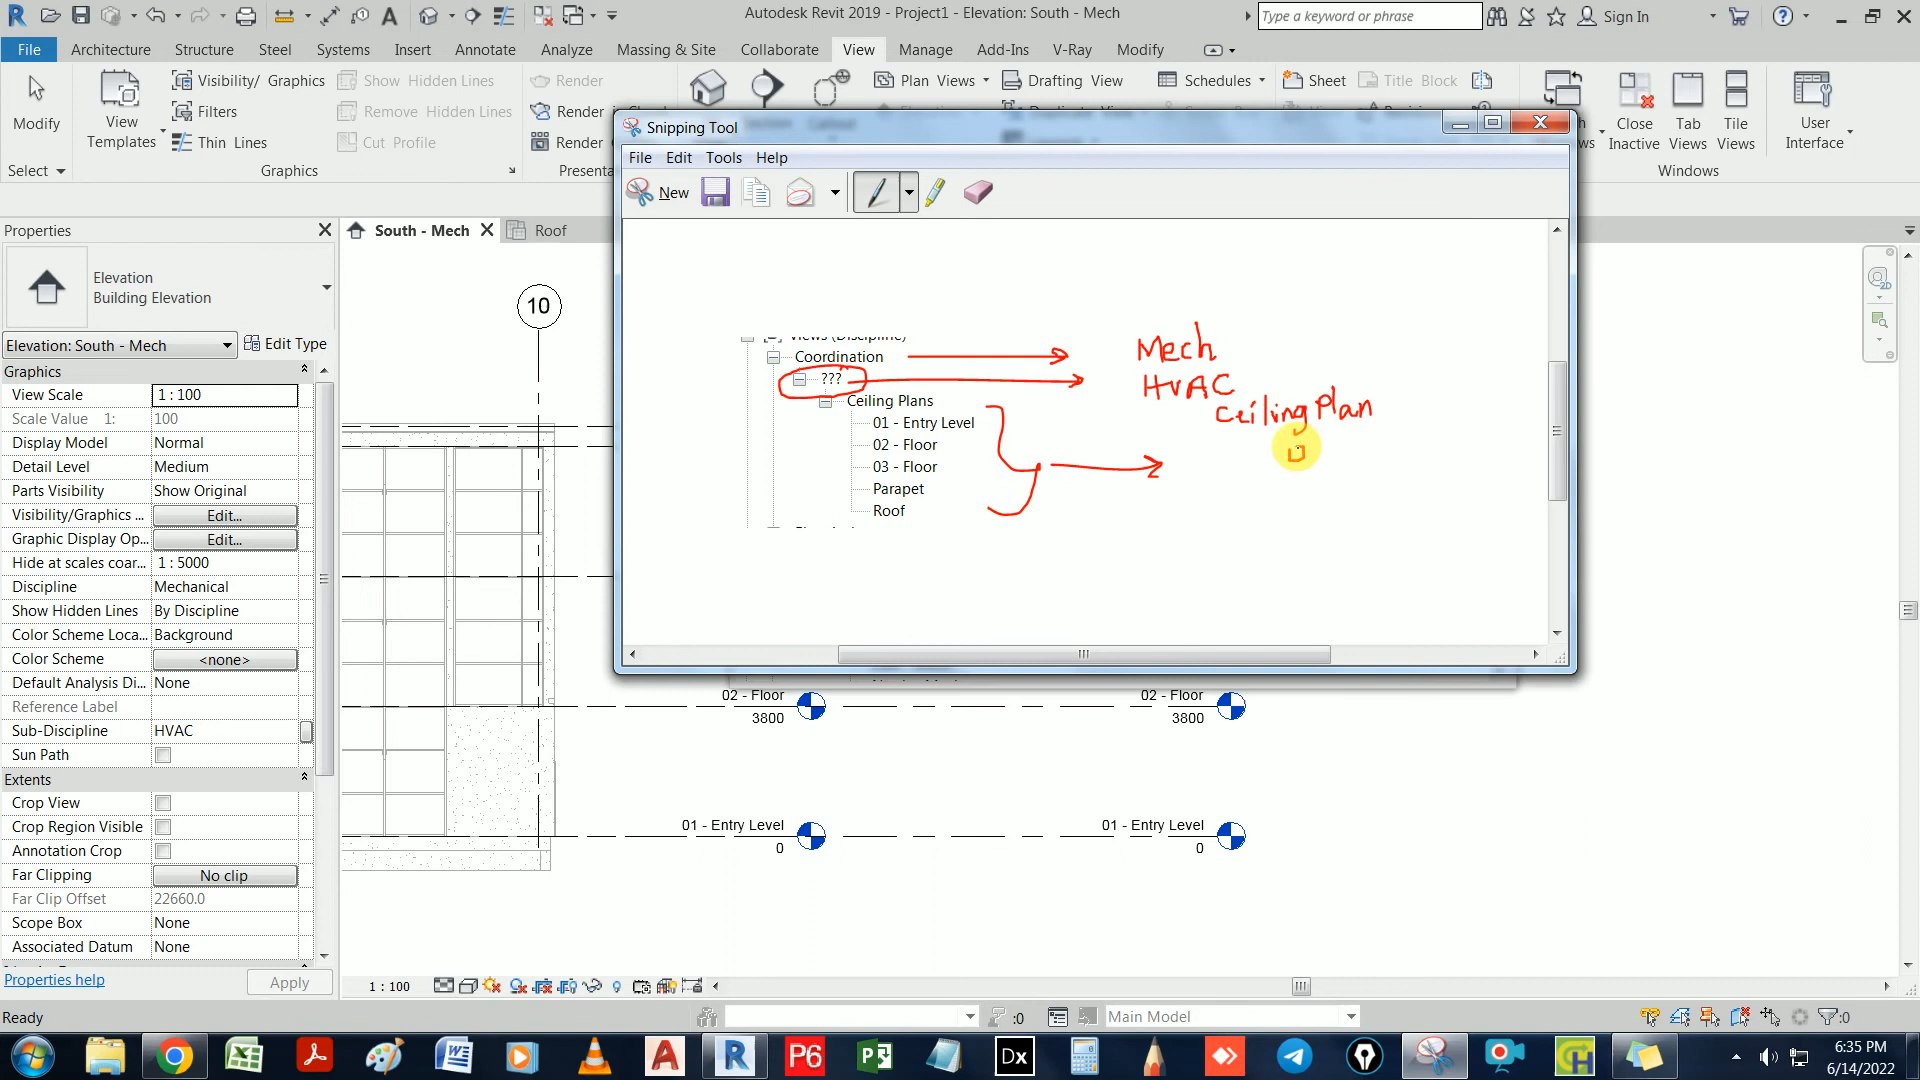 Autodesk Revit 2019 - Project1 - Elevation: South - Mech
Type a keyword or phrase
Sign In
File Architecture Structure Steel Systems Insert Annotate Analyze Massing & Site Collaborate View Manage Add-Ins V-Ray Modify
Modify
View Templates
Visibility/ Graphics
Filters
Thin Lines
Show Hidden Lines
Remove Hidden Lines
Cut Profile
Render
Render
Render
Plan Views
Drafting View
Schedules
Sheet
Title Block
Close Inactive
Tab Views
Tile Views
User Interface
Select
Graphics
Windows
Snipping Tool
File Edit Tools Help
New
Properties
South - Mech
Roof
Elevation
Building Elevation
Elevation: South - Mech
Edit Type
Graphics
View Scale 1 : 100
Scale Value 1: 100
Display Model Normal
Detail Level Medium
Parts Visibility Show Original
Visibility/Graphics ... Edit...
Graphic Display Op... Edit...
Hide at scales coar... 1 : 5000
Discipline Mechanical
Show Hidden Lines By Discipline
Color Scheme Loca... Background
Color Scheme <none>
Default Analysis Di... None
Reference Label
Sub-Discipline HVAC
Sun Path
Extents
Crop View
Crop Region Visible
Annotation Crop
Far Clipping No clip
Far Clip Offset 22660.0
Scope Box None
Associated Datum None
Properties help
Apply
10
Views (Discipline)
Coordination
???
Ceiling Plans
01 - Entry Level
02 - Floor
03 - Floor
Parapet
Roof
Mech
HVAC
Ceiling Plan
02 - Floor
3800
02 - Floor
3800
01 - Entry Level
0
01 - Entry Level
0
1 : 100
Ready
:0
Main Model
:0
6:35 PM
6/14/2022